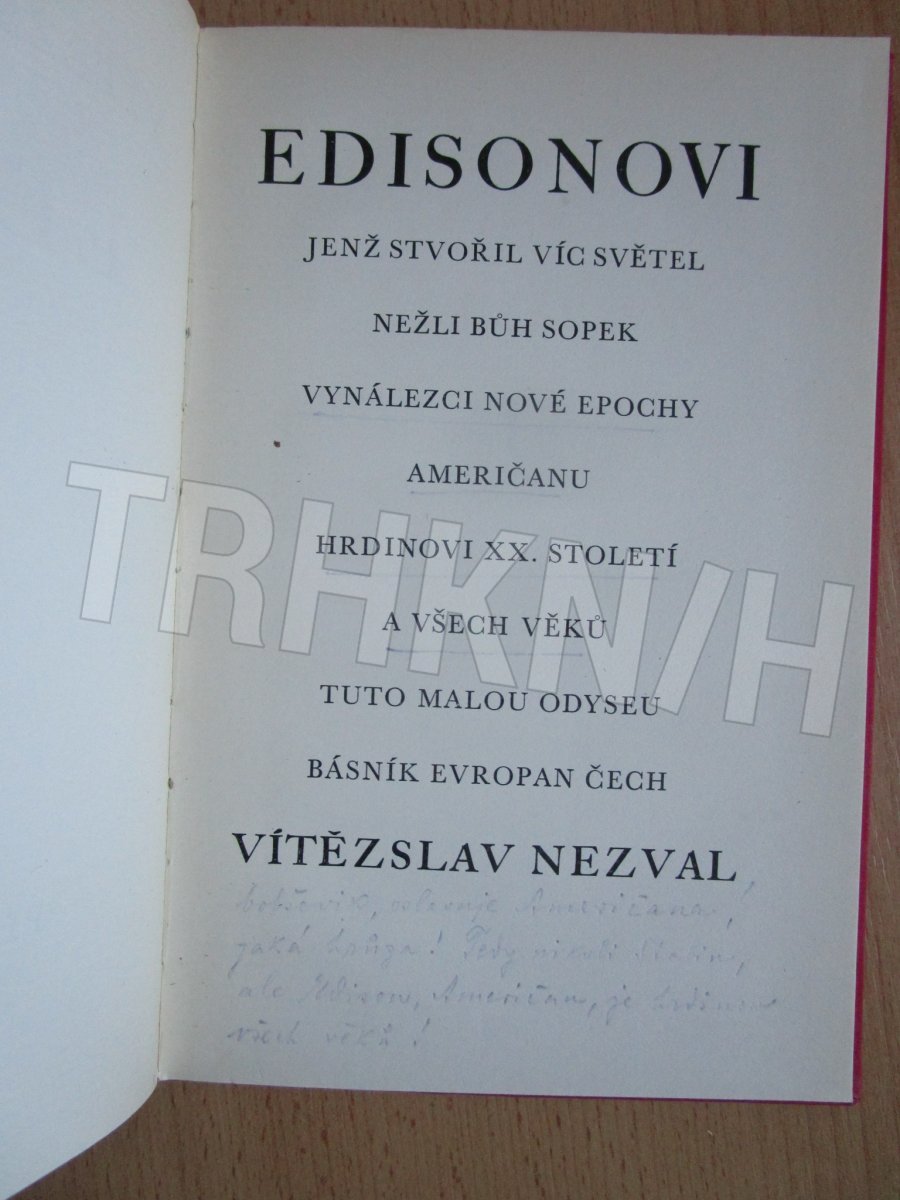 EDISONOVI
JENŽ STVOŘIL VÍC SVĚTEL
NEŽLI BŮH SOPEK
VYNÁLEZCI NOVÉ EPOCHY
AMERIČANU
HRDINOVI XX. STOLETÍ
A VŠECH VĚKŮ
TUTO MALOU ODYSEU
BÁSNÍK EVROPAN ČECH
VÍTĚZSLAV NEZVAL,
bolševik, oslavuje Američana!,
jaká hrůza! Tedy nikoli Stalin,
ale Edison, Američan, je hrdinou
všech věků!
TRHKNIH